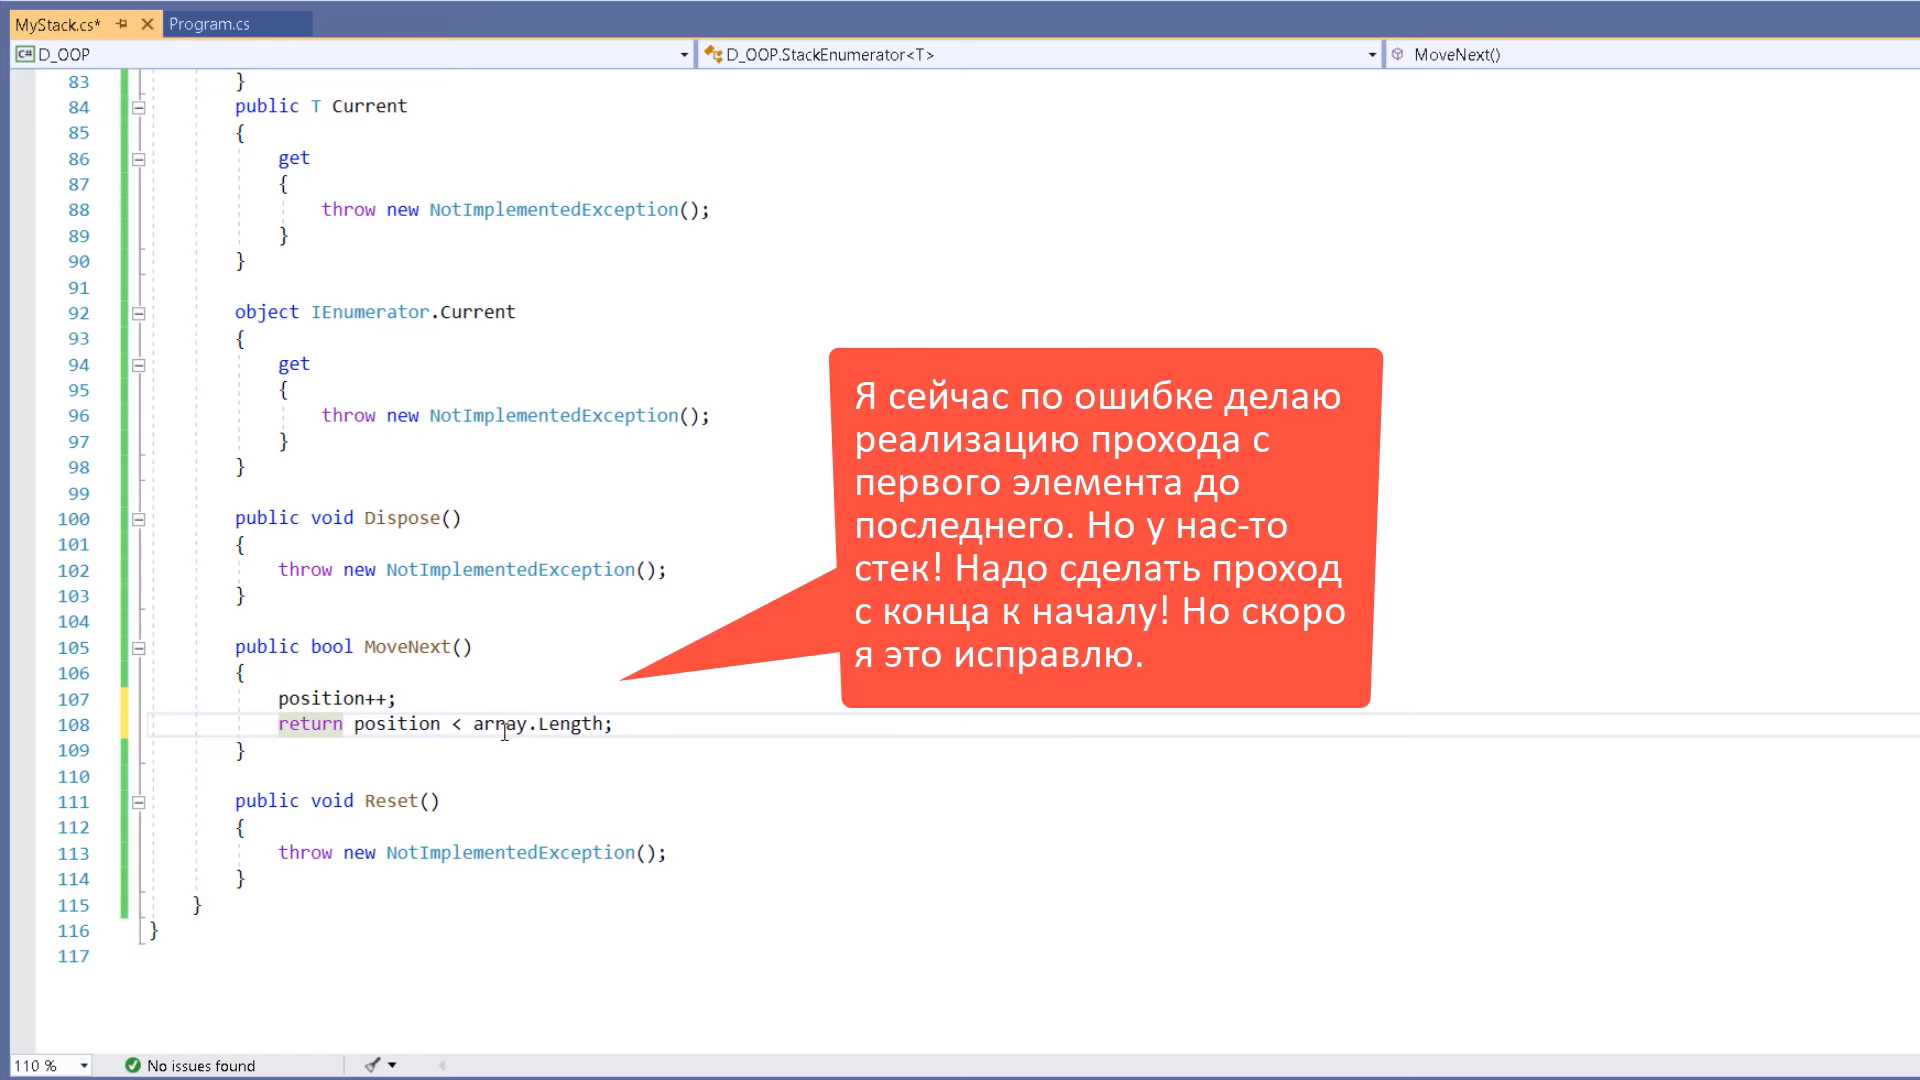 MyStack.cs*
Program.cs
C# D_OOP
D_OOP.StackEnumerator<T>
MoveNext()
83 }
84 public T Current
85 {
86 get
87 {
88 throw new NotImplementedException();
89 }
90 }
91
92 object IEnumerator.Current
93 {
94 get
95 {
96 throw new NotImplementedException();
97 }
98 }
99
100 public void Dispose()
101 {
102 throw new NotImplementedException();
103 }
104
105 public bool MoveNext()
106 {
107 position++;
108 return position < array.Length;
109 }
110
111 public void Reset()
112 {
113 throw new NotImplementedException();
114 }
115 }
116 }
117
Я сейчас по ошибке делаю
реализацию прохода с
первого элемента до
последнего. Но у нас-то
стек! Надо сделать проход
с конца к началу! Но скоро
я это исправлю.
110 %
No issues found